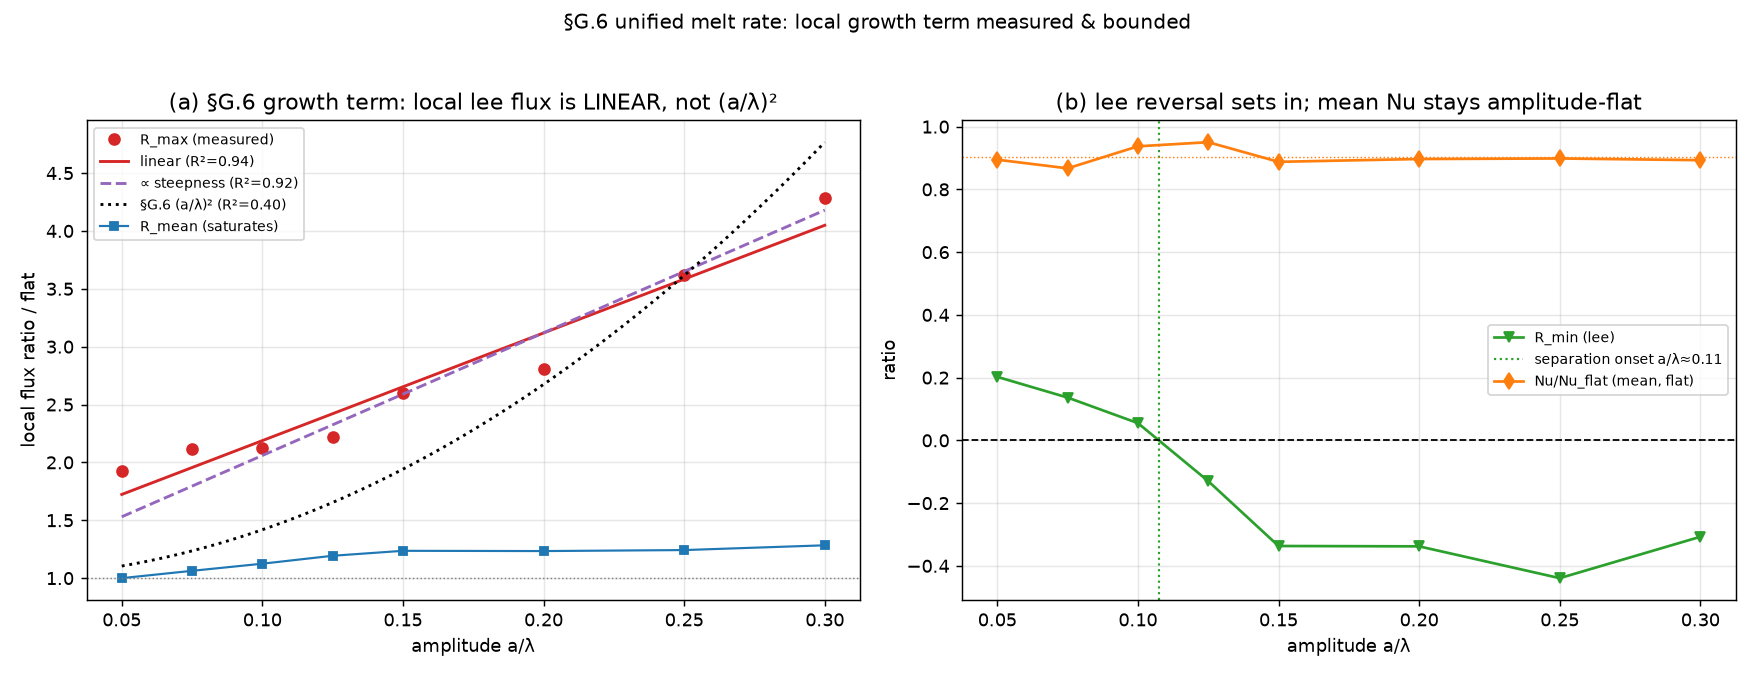 §G.6 unified melt rate: local growth term measured & bounded
(a) §G.6 growth term: local lee flux is LINEAR, not (a/λ)²
R_max (measured)
linear (R²=0.94)
∝ steepness (R²=0.92)
§G.6 (a/λ)² (R²=0.40)
R_mean (saturates)
local flux ratio / flat
4.5
4.0
3.5
3.0
2.5
2.0
1.5
1.0
0.05 0.10 0.15 0.20 0.25 0.30
amplitude a/λ
(b) lee reversal sets in; mean Nu stays amplitude-flat
R_min (lee)
separation onset a/λ≈0.11
Nu/Nu_flat (mean, flat)
ratio
1.0
0.8
0.6
0.4
0.2
0.0
−0.2
−0.4
0.05 0.10 0.15 0.20 0.25 0.30
amplitude a/λ